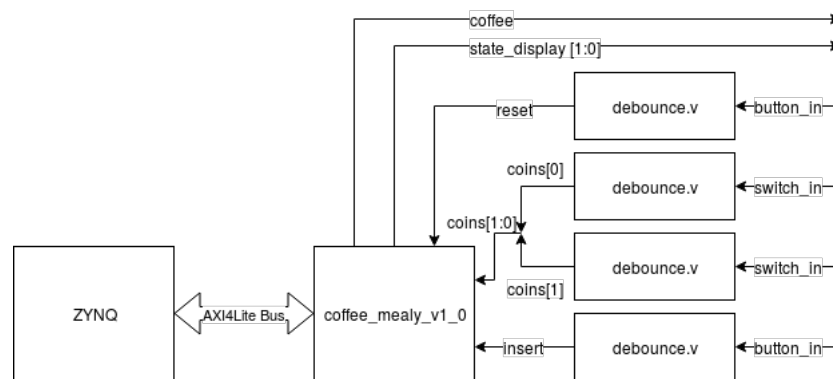 coffee
state_display [1:0]
debounce.v
button_in
reset
coins[0]
debounce.v
switch_in
coins[1:0]
debounce.v
switch_in
coins[1]
ZYNQ
AXI4Lite Bus
coffee_mealy_v1_0
insert
debounce.v
button_in